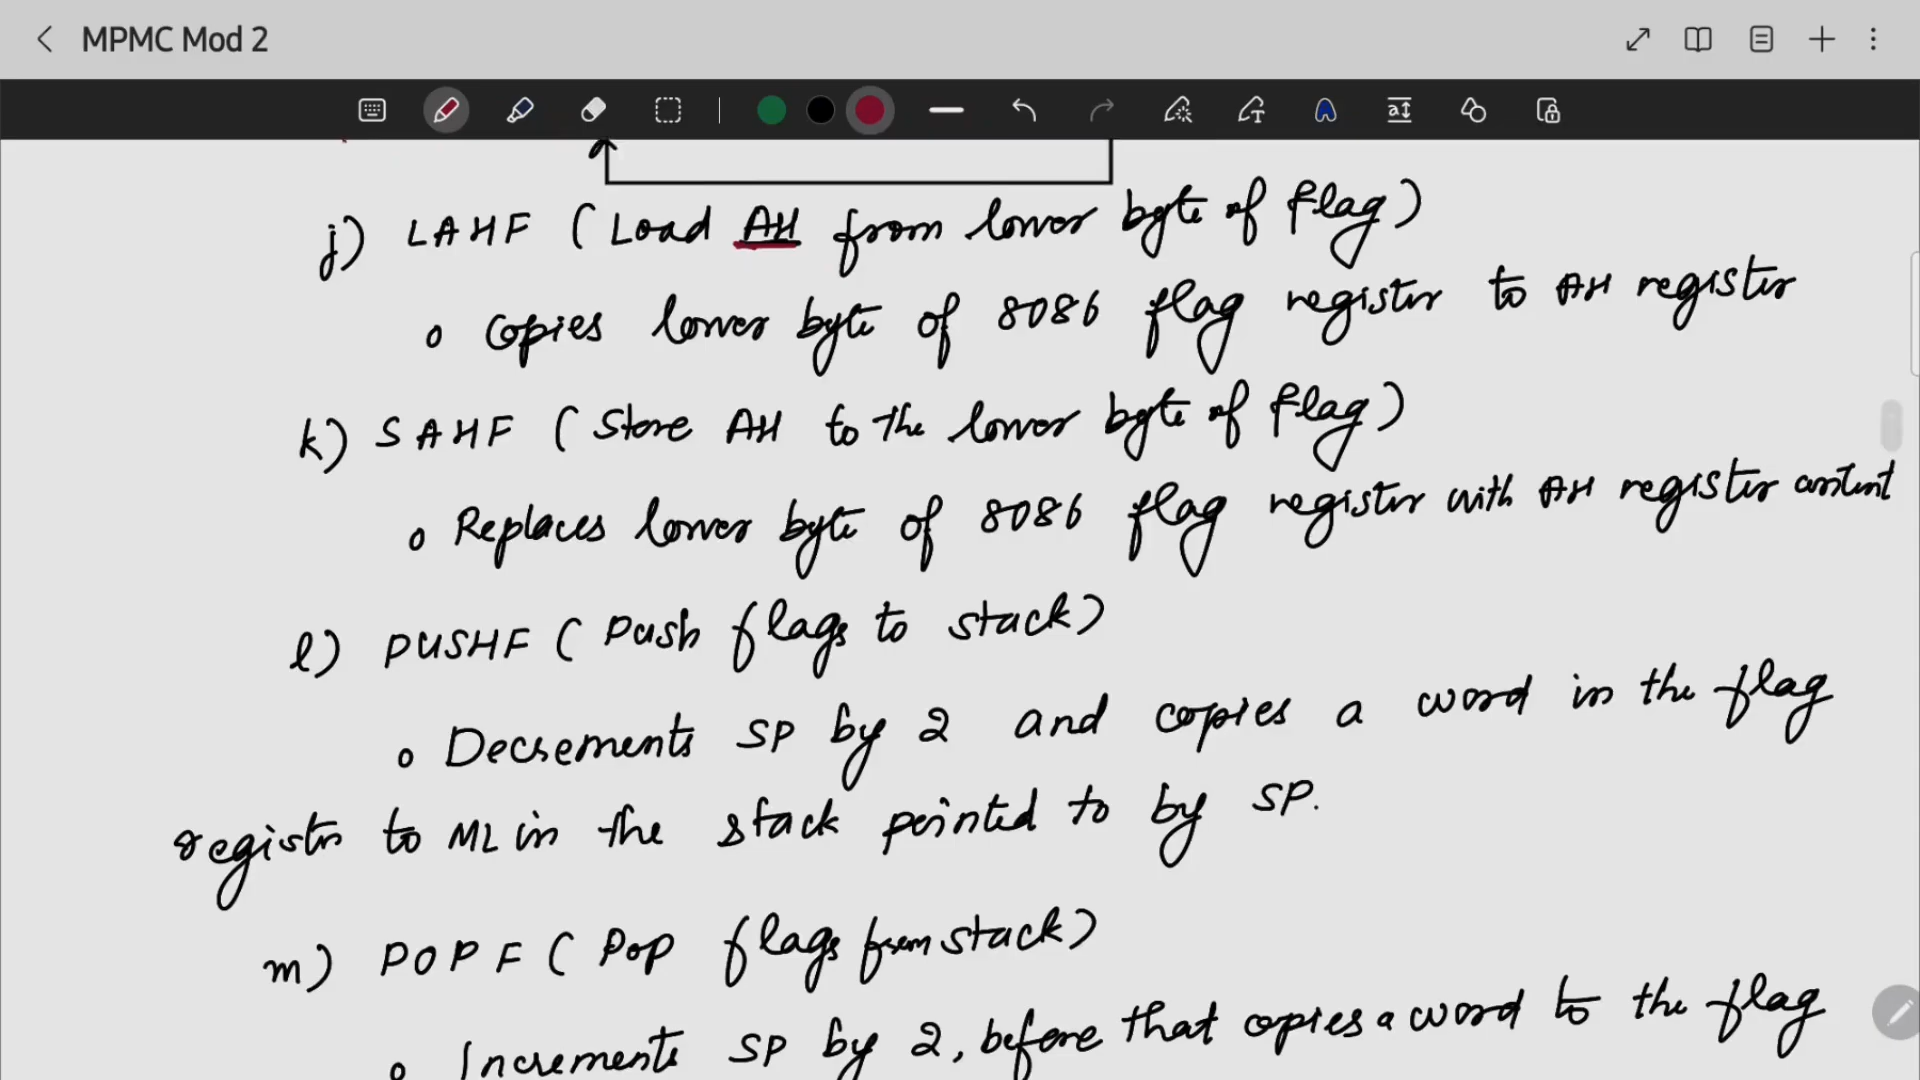 MPMC Mod 2
j) LAHF (Load AH from lower byte of flag)
o Copies lower byte of 8086 flag register to AH register
k) SAHF (Store AH to the lower byte of flag)
o Replaces lower byte of 8086 flag register with AH register content
l) PUSHF (Push flags to stack)
o Decrements SP by 2 and copies a word in the flag
register to ML in the stack pointed to by SP.
m) POPF (Pop flags from stack)
o Increments SP by 2, before that copies a word to the flag